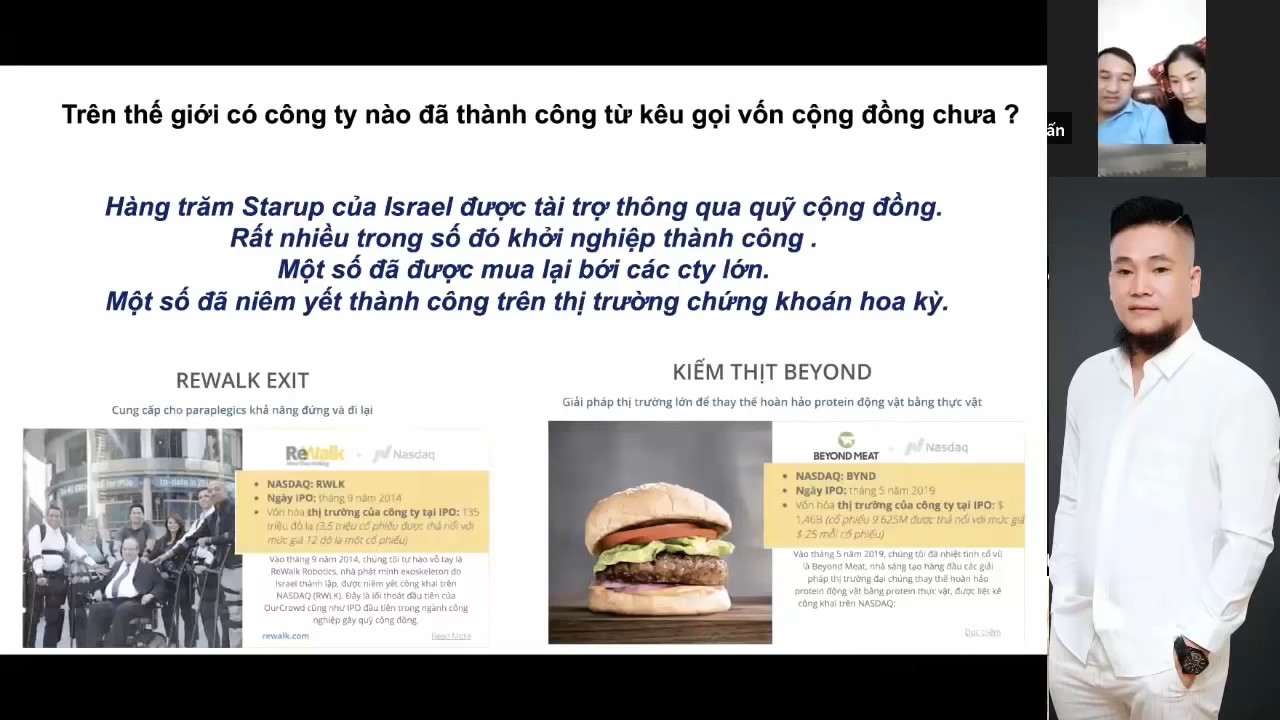 Trên thế giới có công ty nào đã thành công từ kêu gọi vốn cộng đồng chưa ?
Hàng trăm Starup của Israel được tài trợ thông qua quỹ cộng đồng.
Rất nhiều trong số đó khởi nghiệp thành công .
Một số đã được mua lại bới các cty lớn.
Một số đã niêm yết thành công trên thị trường chứng khoán hoa kỳ.
REWALK EXIT
Cung cấp cho paraplegics khả năng đứng và đi lại
ReWalk
Nasdaq
NASDAQ: RWLK
Ngày IPO: tháng 9 năm 2014
Vốn hóa thị trường của công ty tại IPO: 135
triệu đô la (3,5 triệu cổ phiếu được thả nổi với
mức giá 12 đô la một cổ phiếu)
Vào tháng 9 năm 2014, chúng tôi tự hào vỗ tay là
ReWalk Robotics, nhà phát minh exoskeleton do
Israel thành lập, được niêm yết công khai trên
NASDAQ (RWLK). Đây là lối thoát đầu tiên của
OurCrowd cũng như IPO đầu tiên trong ngành công
nghiệp gây quỹ cộng đồng.
rewalk.com
Read More
KIẾM THỊT BEYOND
Giải pháp thị trường lớn để thay thế hoàn hảo protein động vật bằng thực vật
BEYOND MEAT
Nasdaq
NASDAQ: BYND
Ngày IPO: tháng 5 năm 2019
Vốn hóa thị trường của công ty tại IPO: $
1,46B (cổ phiếu 9.625M được thả nổi với mức giá
$ 25 mỗi cổ phiếu)
Vào tháng 5 năm 2019, chúng tôi đã nhiệt tình cổ vũ
là Beyond Meat, nhà sáng tạo hàng đầu các giải
pháp thị trường đại chúng thay thế hoàn hảo
protein động vật bằng protein thực vật, được liệt kê
công khai trên NASDAQ:
Đọc thêm
ấn